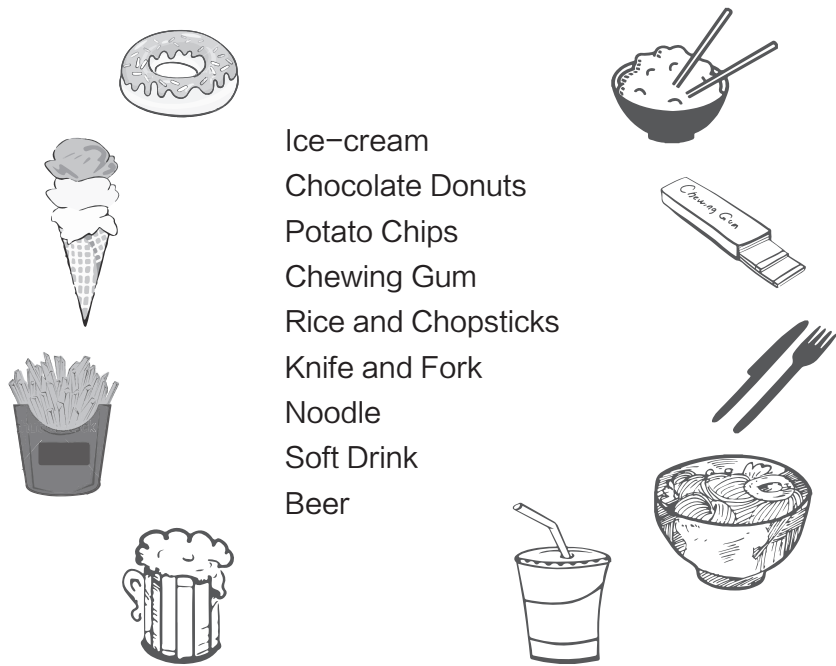 Ice-cream
Chocolate Donuts
Potato Chips
Chewing Gum
Rice and Chopsticks
Knife and Fork
Noodle
Soft Drink
Beer
Chewing Gum